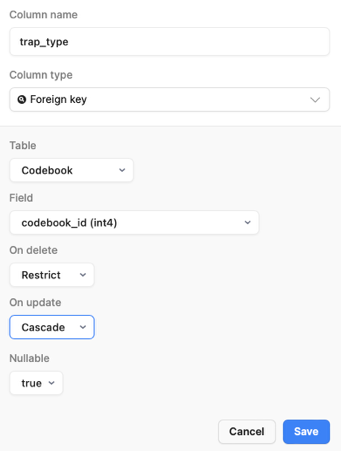 Column name
trap_type
Column type
Foreign key
Table
Codebook
Field
codebook_id (int4)
On delete
Restrict
On update
Cascade
Nullable
true
Cancel Save